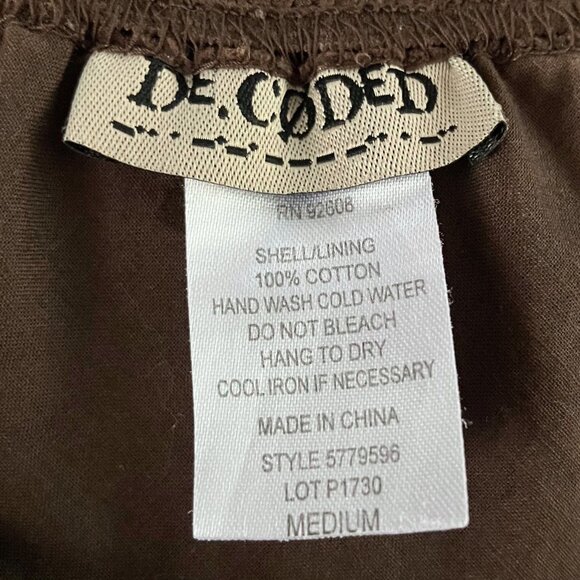 DE.CØDED
RN 92608
SHELL/LINING
100% COTTON
HAND WASH COLD WATER
DO NOT BLEACH
HANG TO DRY
COOL IRON IF NECESSARY
MADE IN CHINA
STYLE 5779596
LOT P1730
MEDIUM